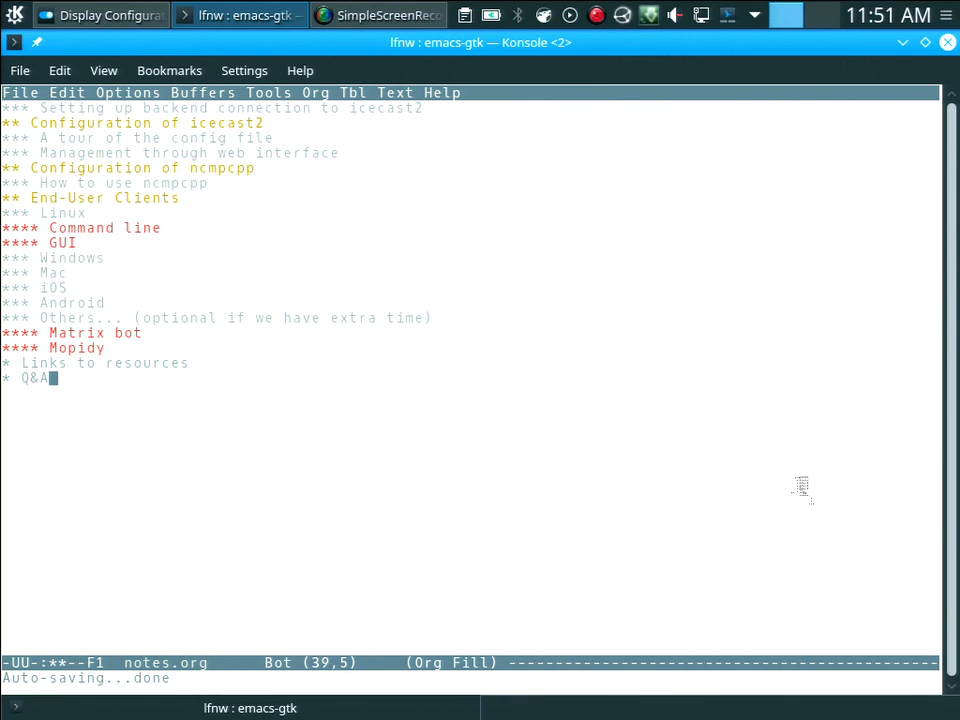 Display Configurat
lfnw : emacs-gtk —
SimpleScreenReco
11:51 AM
lfnw : emacs-gtk — Konsole <2>
File Edit View Bookmarks Settings Help
File Edit Options Buffers Tools Org Tbl Text Help
*** Setting up backend connection to icecast2
** Configuration of icecast2
*** A tour of the config file
*** Management through web interface
** Configuration of ncmpcpp
*** How to use ncmpcpp
** End-User Clients
*** Linux
**** Command line
**** GUI
*** Windows
*** Mac
*** iOS
*** Android
*** Others... (optional if we have extra time)
**** Matrix bot
**** Mopidy
* Links to resources
* Q&A
-UU-:**--F1 notes.org Bot (39,5) (Org Fill) ----------------------------------------------
Auto-saving...done
lfnw : emacs-gtk